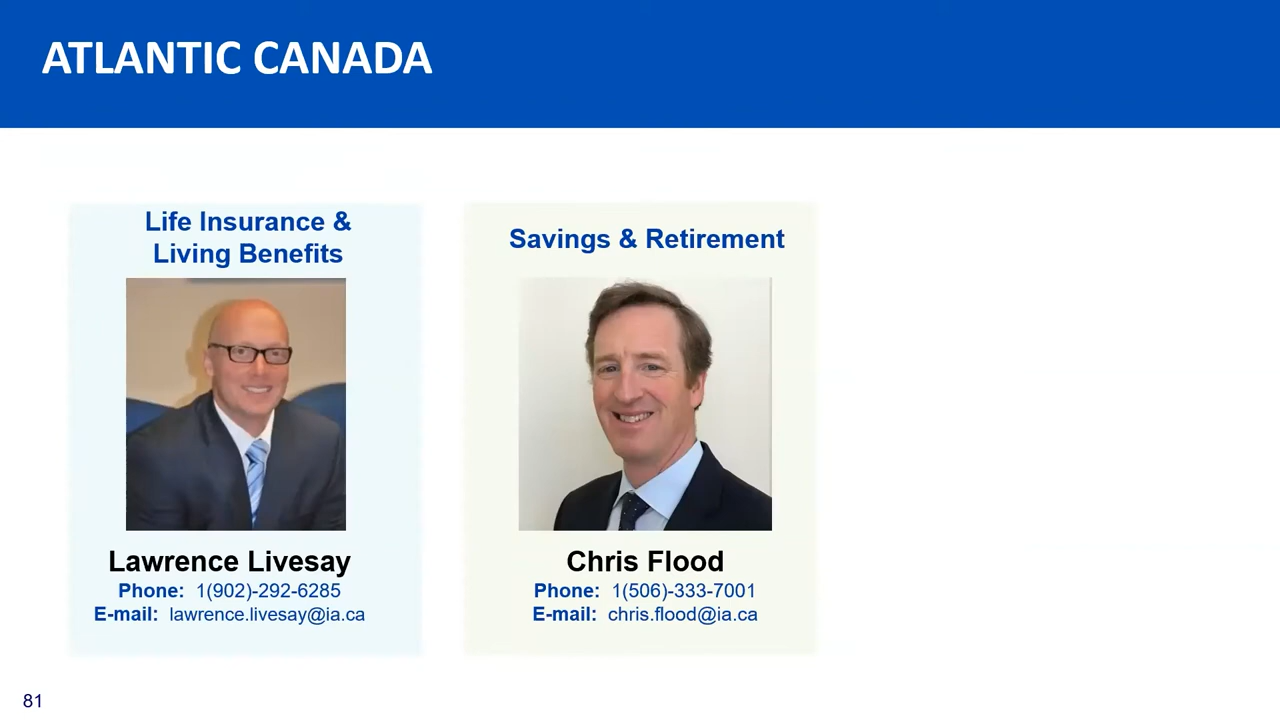 ATLANTIC CANADA
Life Insurance &
Living Benefits
Lawrence Livesay
Phone: 1(902)-292-6285
E-mail: lawrence.livesay@ia.ca
Savings & Retirement
Chris Flood
Phone: 1(506)-333-7001
E-mail: chris.flood@ia.ca
81